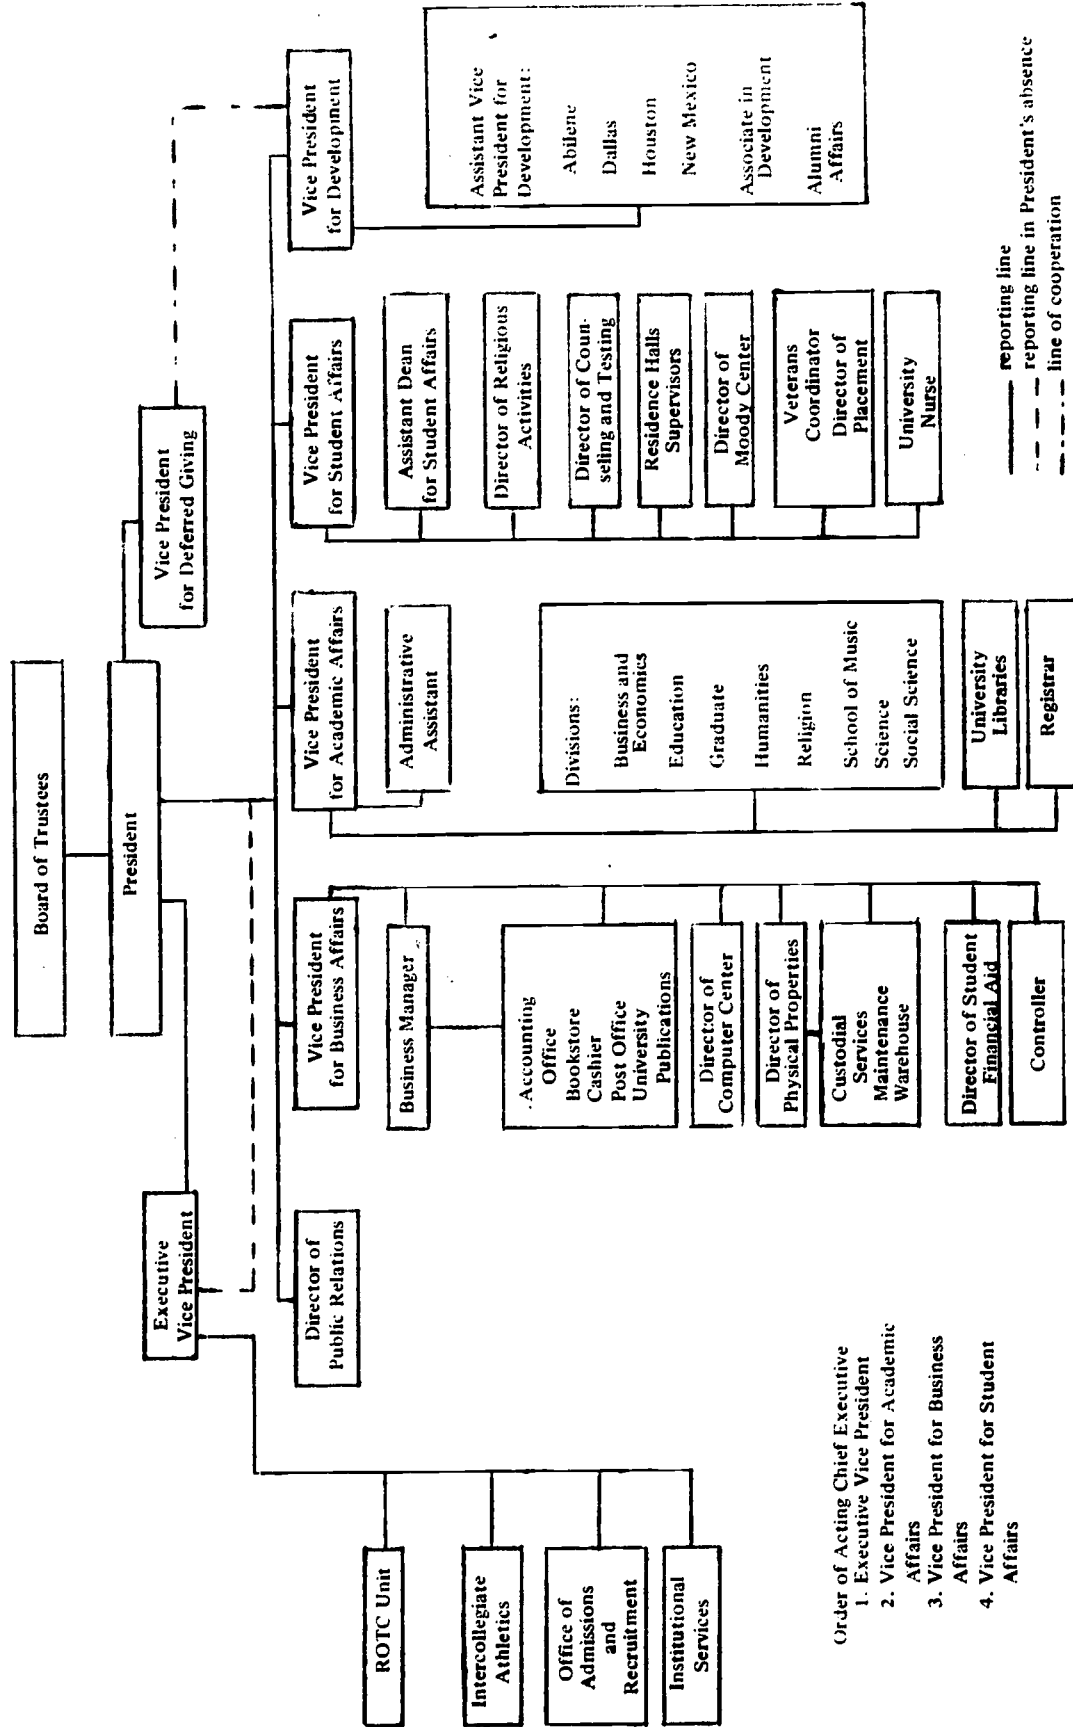 Board of Trustees
President
Executive
Vice President
Vice President
for Deferred Giving
Director of
Public Relations
Vice President
for Business Affairs
Vice President
for Academic Affairs
Vice President
for Student Affairs
Vice President
for Development
ROTC Unit
Intercollegiate
Athletics
Office of
Admissions
and
Recruitment
Institutional
Services
Business Manager
Accounting
Office
Bookstore
Cashier
Post Office
University
Publications
Director of
Computer Center
Director of
Physical Properties
Custodial
Services
Maintenance
Warehouse
Director of Student
Financial Aid
Controller
Administrative
Assistant
Divisions:
Business and
Economics
Education
Graduate
Humanities
Religion
School of Music
Science
Social Science
University
Libraries
Registrar
Assistant Dean
for Student Affairs
Director of Religious
Activities
Director of Coun-
seling and Testing
Residence Halls
Supervisors
Director of
Moody Center
Veterans
Coordinator
Director of
Placement
University
Nurse
Assistant Vice
President for
Development:
Abilene
Dallas
Houston
New Mexico
Associate in
Development
Alumni
Affairs
Order of Acting Chief Executive
1. Executive Vice President
2. Vice President for Academic
Affairs
3. Vice President for Business
Affairs
4. Vice President for Student
Affairs
reporting line
reporting line in President's absence
line of cooperation